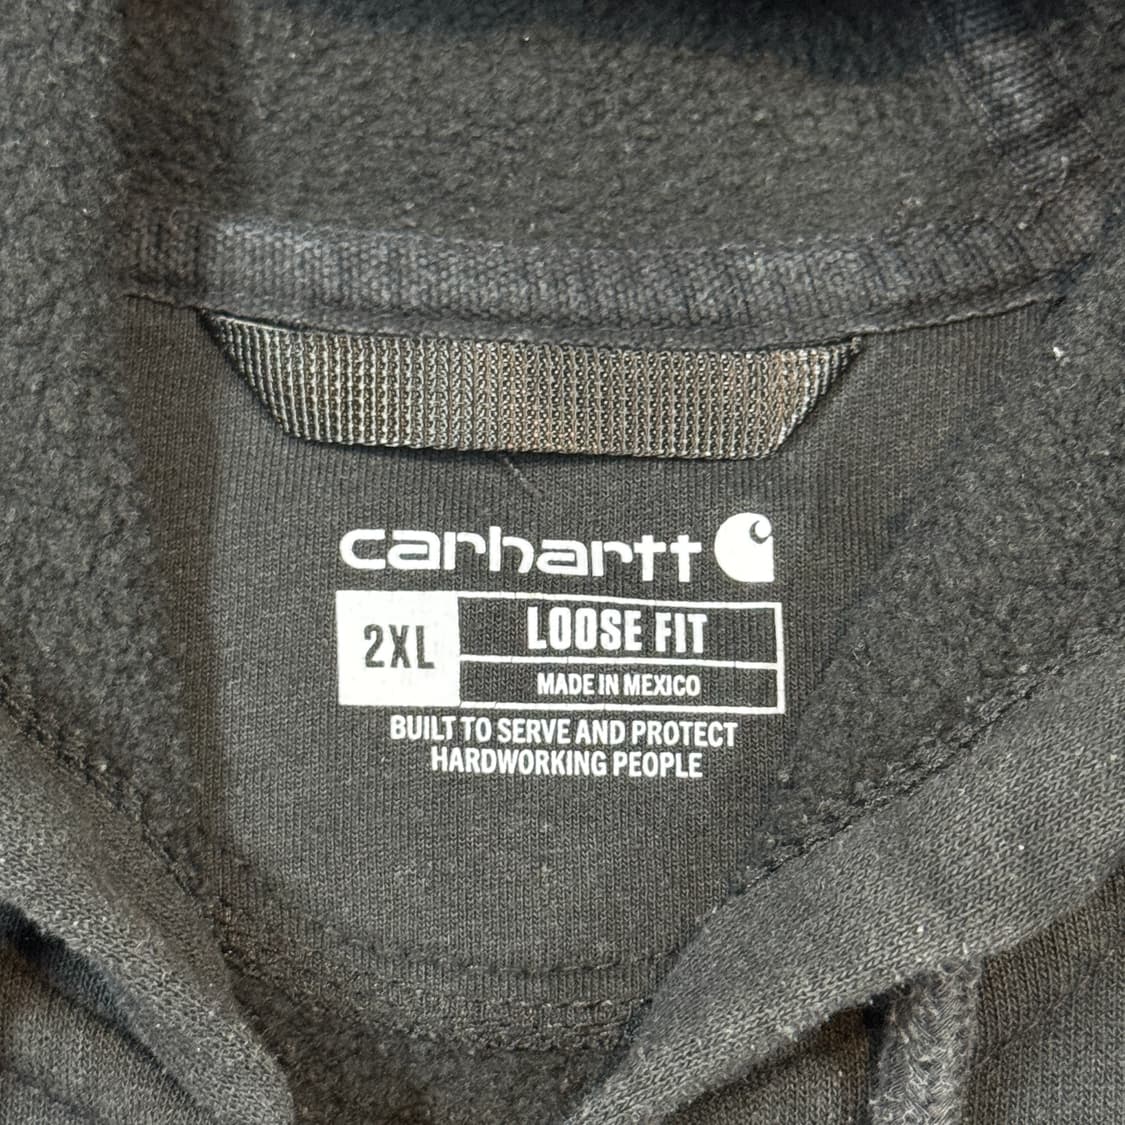 carhartt
2XL
LOOSE FIT
MADE IN MEXICO
BUILT TO SERVE AND PROTECT
HARDWORKING PEOPLE